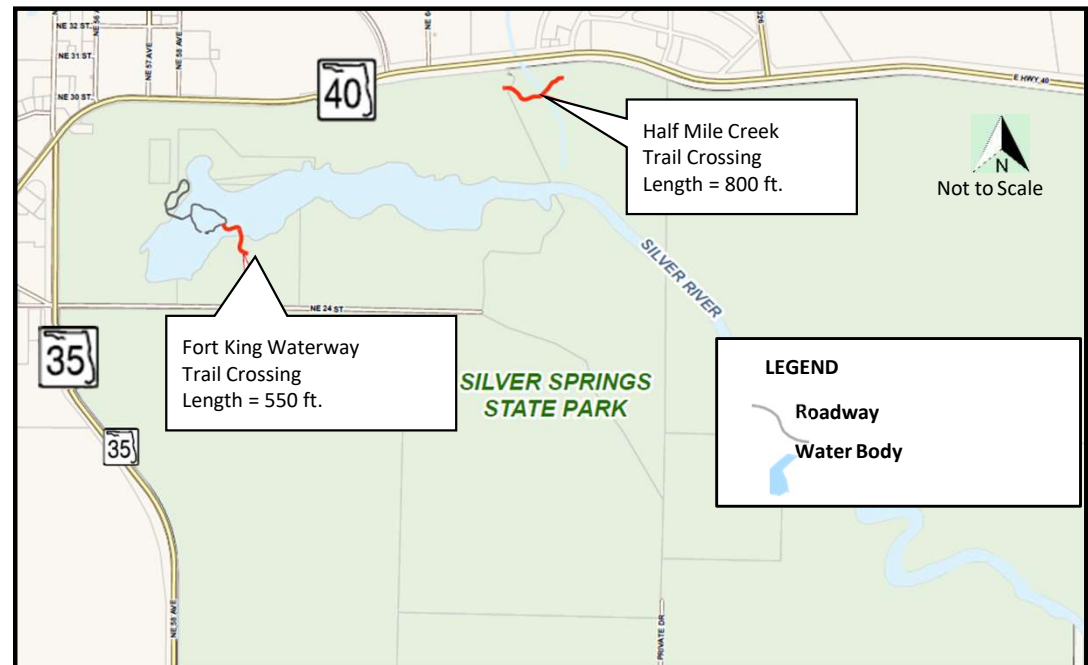 NE 32 ST.
NE 56 AVE
NE 31 ST.
NE 57 AVE
NE 58 AVE
NE 30 ST.
40
E HWY 40
Half Mile Creek
Trail Crossing
Length = 800 ft.
N
Not to Scale
SILVER RIVER
NE 24 ST
Fort King Waterway
Trail Crossing
Length = 550 ft.
35
SILVER SPRINGS
STATE PARK
LEGEND
Roadway
Water Body
35
NE 58 AVE
PRIVATE DR